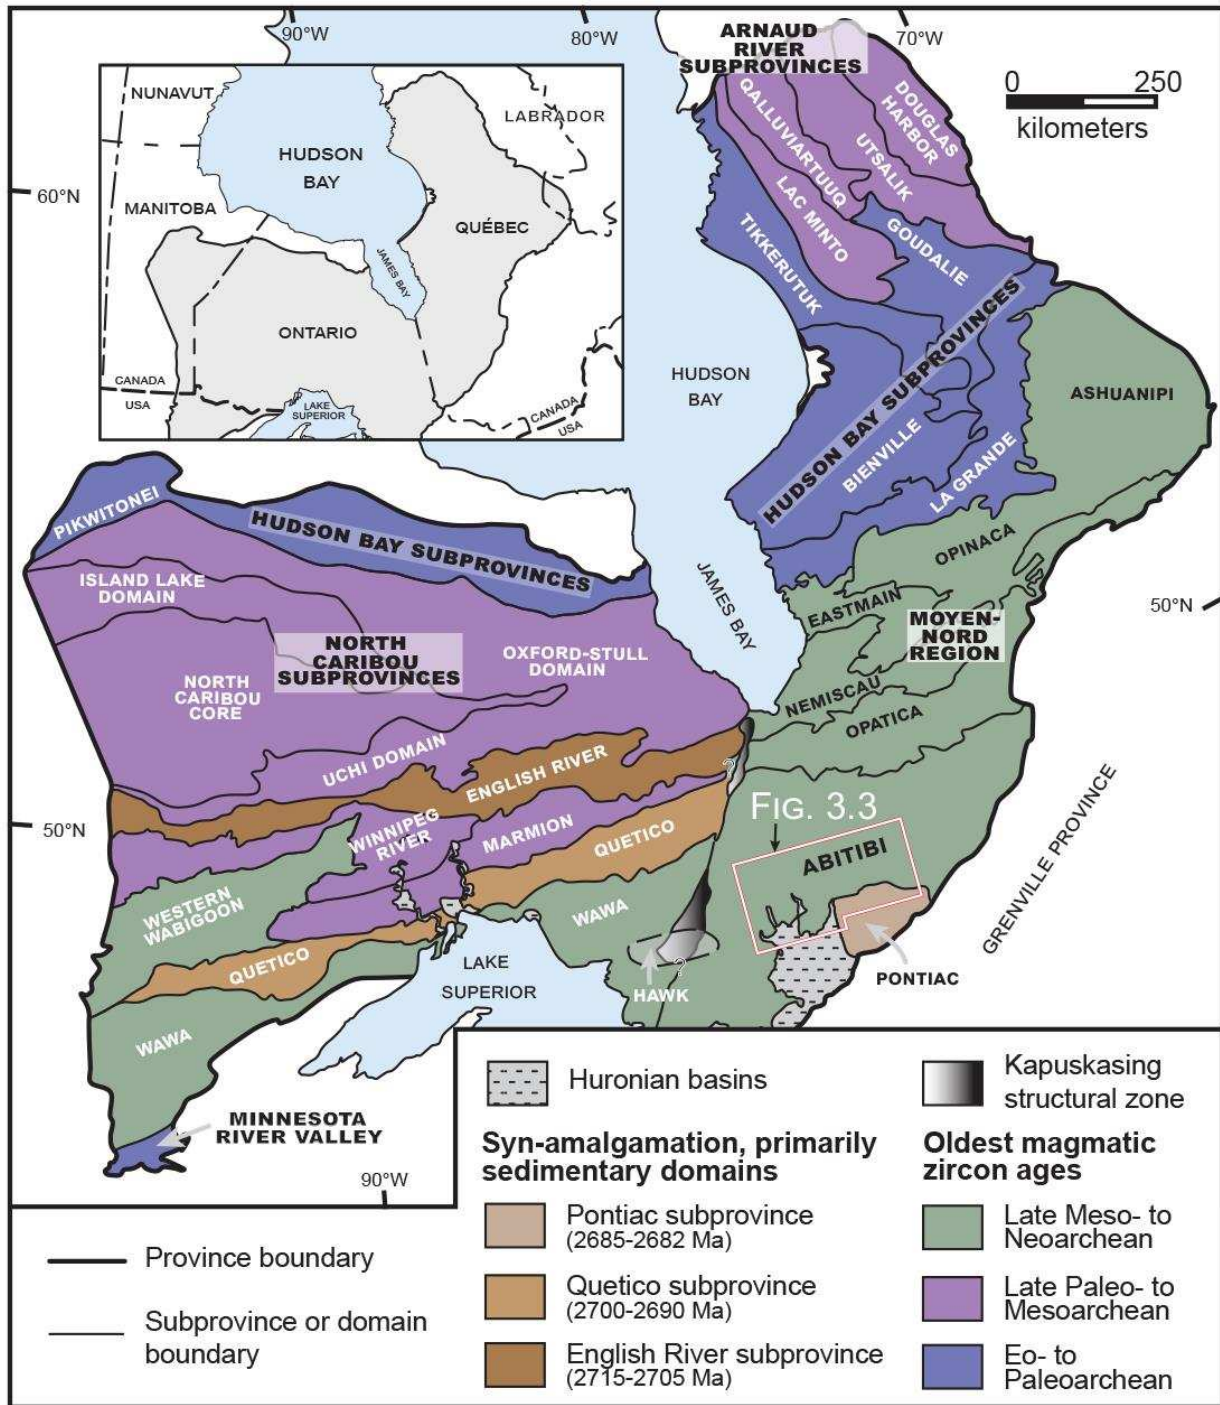 90°W
80°W
70°W
60°N
ARNAUD
RIVER
SUBPROVINCES
0 250
kilometers
NUNAVUT
HUDSON
BAY
LABRADOR
MANITOBA
QUÉBEC
JAMES BAY
ONTARIO
CANADA
USA
LAKE
SUPERIOR
CANADA
USA
DOUGLAS
HARBOR
UTSALIK
QALLUVIARTUUQ
LAC MINTO
TIKKERUTUK
GOUDALIE
HUDSON BAY SUBPROVINCES
HUDSON
BAY
BIENVILLE
LA GRANDE
ASHUANIPI
PIKWITONEI
HUDSON BAY SUBPROVINCES
ISLAND LAKE
DOMAIN
NORTH
CARIBOU
SUBPROVINCES
OXFORD-STULL
DOMAIN
NORTH
CARIBOU
CORE
JAMES BAY
OPINACA
EASTMAIN
MOYEN-
NORD
REGION
50°N
NEMISCAU
OPATICA
UCHI DOMAIN
ENGLISH RIVER
?
50°N
WINNIPEG
RIVER
MARMION
QUETICO
FIG. 3.3
ABITIBI
GRENVILLE PROVINCE
WESTERN
WABIGOON
WAWA
QUETICO
LAKE
SUPERIOR
HAWK
?
PONTIAC
WAWA
MINNESOTA
RIVER VALLEY
90°W
Province boundary
Subprovince or domain
boundary
Huronian basins
Syn-amalgamation, primarily
sedimentary domains
Pontiac subprovince
(2685-2682 Ma)
Quetico subprovince
(2700-2690 Ma)
English River subprovince
(2715-2705 Ma)
Kapuskasing
structural zone
Oldest magmatic
zircon ages
Late Meso- to
Neoarchean
Late Paleo- to
Mesoarchean
Eo- to
Paleoarchean